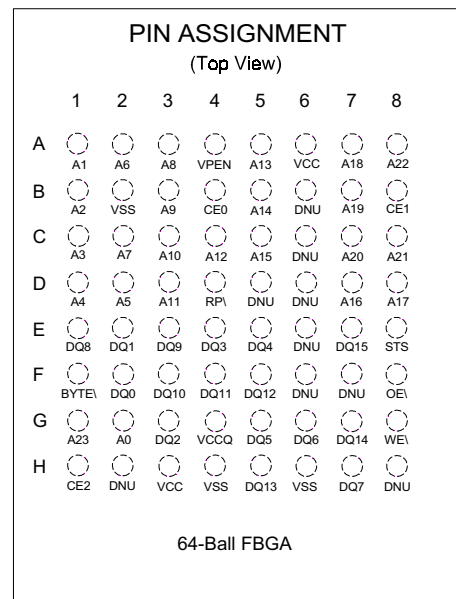 PIN ASSIGNMENT
(Top View)
1 2 3 4 5 6 7 8
A
A1 A6 A8 VPEN A13 VCC A18 A22
B
A2 VSS A9 CE0 A14 DNU A19 CE1
C
A3 A7 A10 A12 A15 DNU A20 A21
D
A4 A5 A11 RP\ DNU DNU A16 A17
E
DQ8 DQ1 DQ9 DQ3 DQ4 DNU DQ15 STS
F
BYTE\ DQ0 DQ10 DQ11 DQ12 DNU DNU OE\
G
A23 A0 DQ2 VCCQ DQ5 DQ6 DQ14 WE\
H
CE2 DNU VCC VSS DQ13 VSS DQ7 DNU
64-Ball FBGA